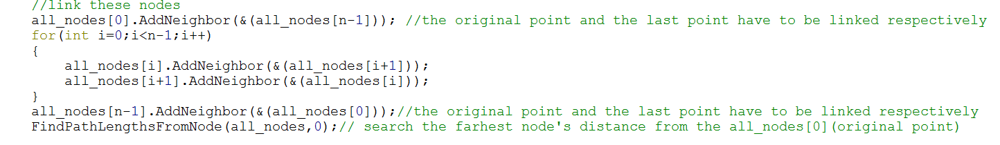 //link these nodes
all_nodes[0].AddNeighbor(&(all_nodes[n-1])); //the original point and the last point have to be linked respectively
for(int i=0;i<n-1;i++)
{
    all_nodes[i].AddNeighbor(&(all_nodes[i+1]));
    all_nodes[i+1].AddNeighbor(&(all_nodes[i]));
}
all_nodes[n-1].AddNeighbor(&(all_nodes[0]));//the original point and the last point have to be linked respectively
FindPathLengthsFromNode(all_nodes,0);// search the farhest node's distance from the all_nodes[0](original point)